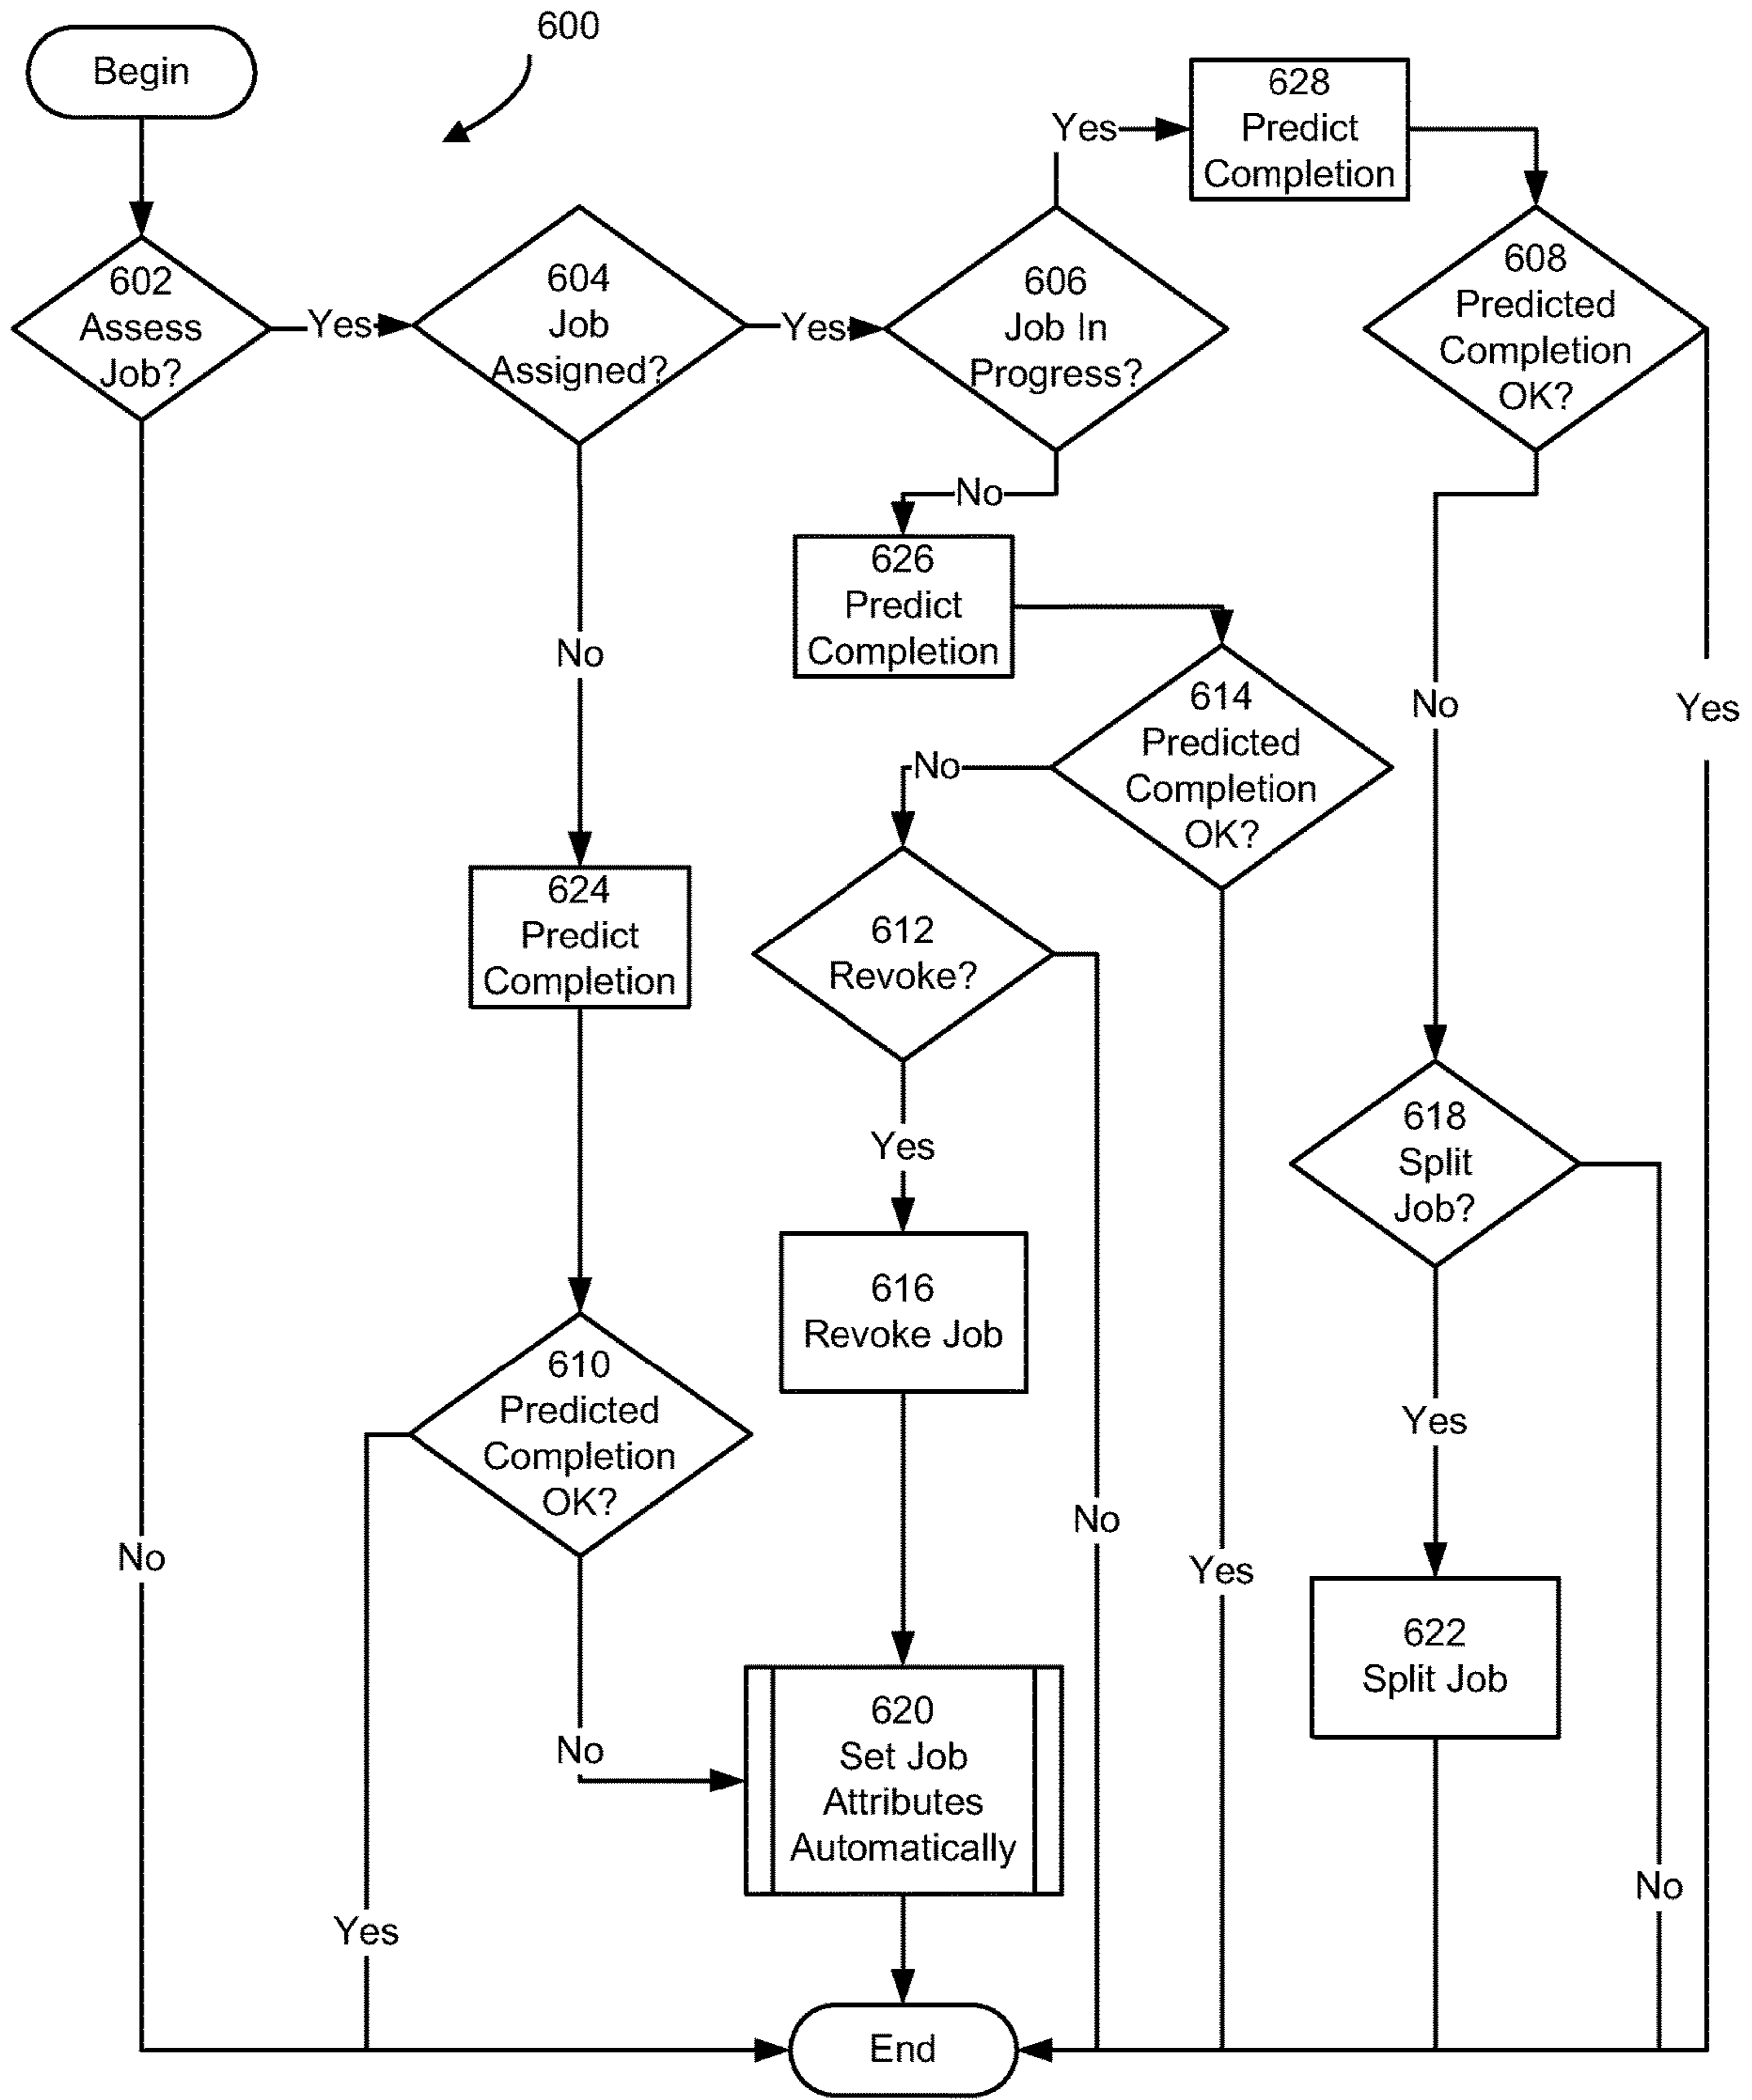 600
Begin
628
Predict
Completion
Yes
602
Assess
Job?
Yes
604
Job
Assigned?
Yes
606
Job In
Progress?
608
Predicted
Completion
OK?
No
626
Predict
Completion
No
614
Predicted
Completion
OK?
No
Yes
No
624
Predict
Completion
612
Revoke?
Yes
618
Split
Job?
616
Revoke Job
610
Predicted
Completion
OK?
Yes
No
No
Yes
622
Split Job
No
620
Set Job
Attributes
Automatically
Yes
No
End